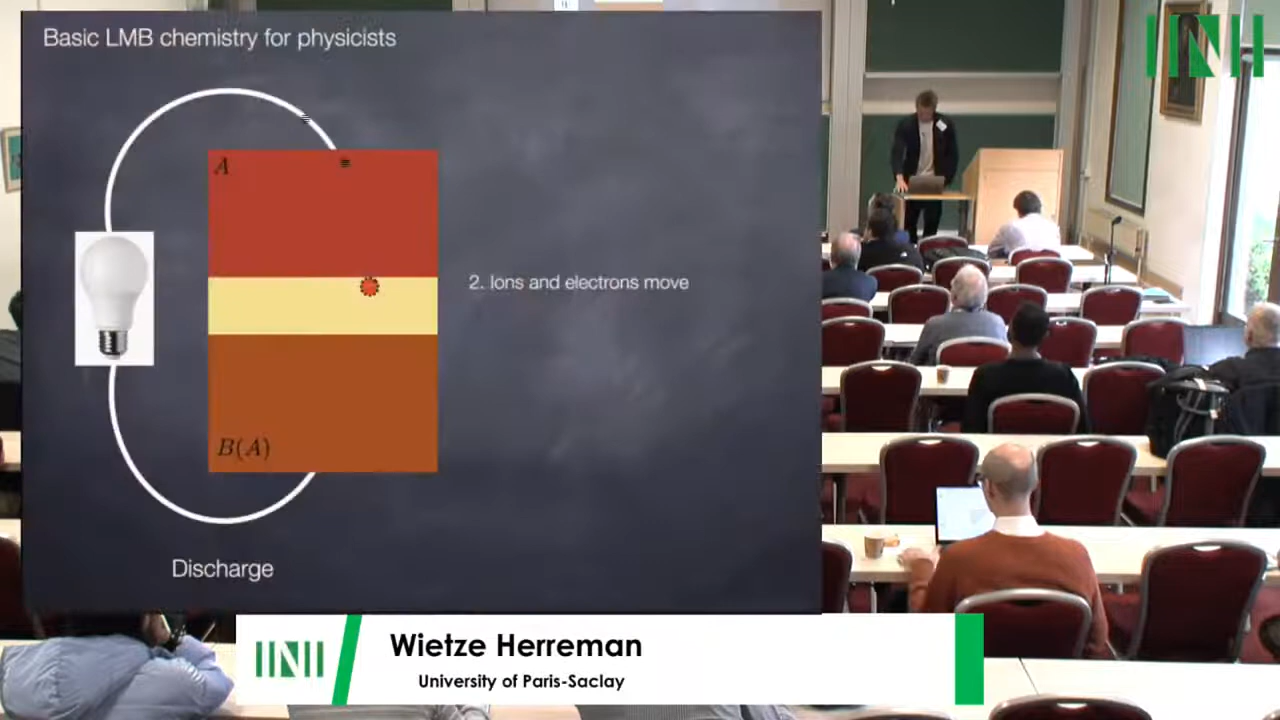 Basic LMB chemistry for physicists
A
2. Ions and electrons move
B(A)
Discharge
Wietze Herreman
University of Paris-Saclay